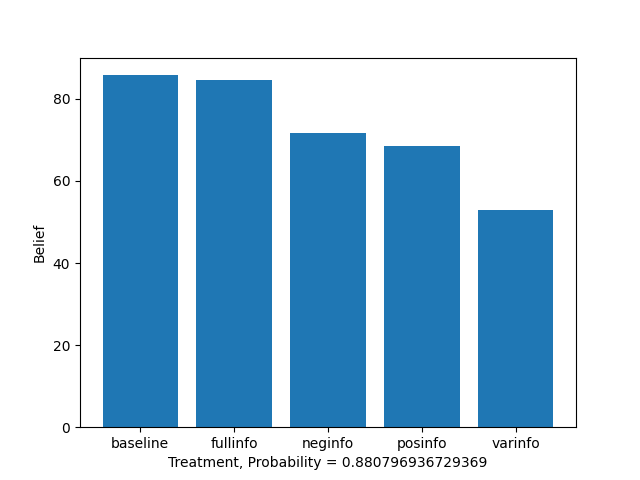 80
60
40
20
0
Belief
baseline fullinfo neginfo posinfo varinfo
Treatment, Probability = 0.880796936729369